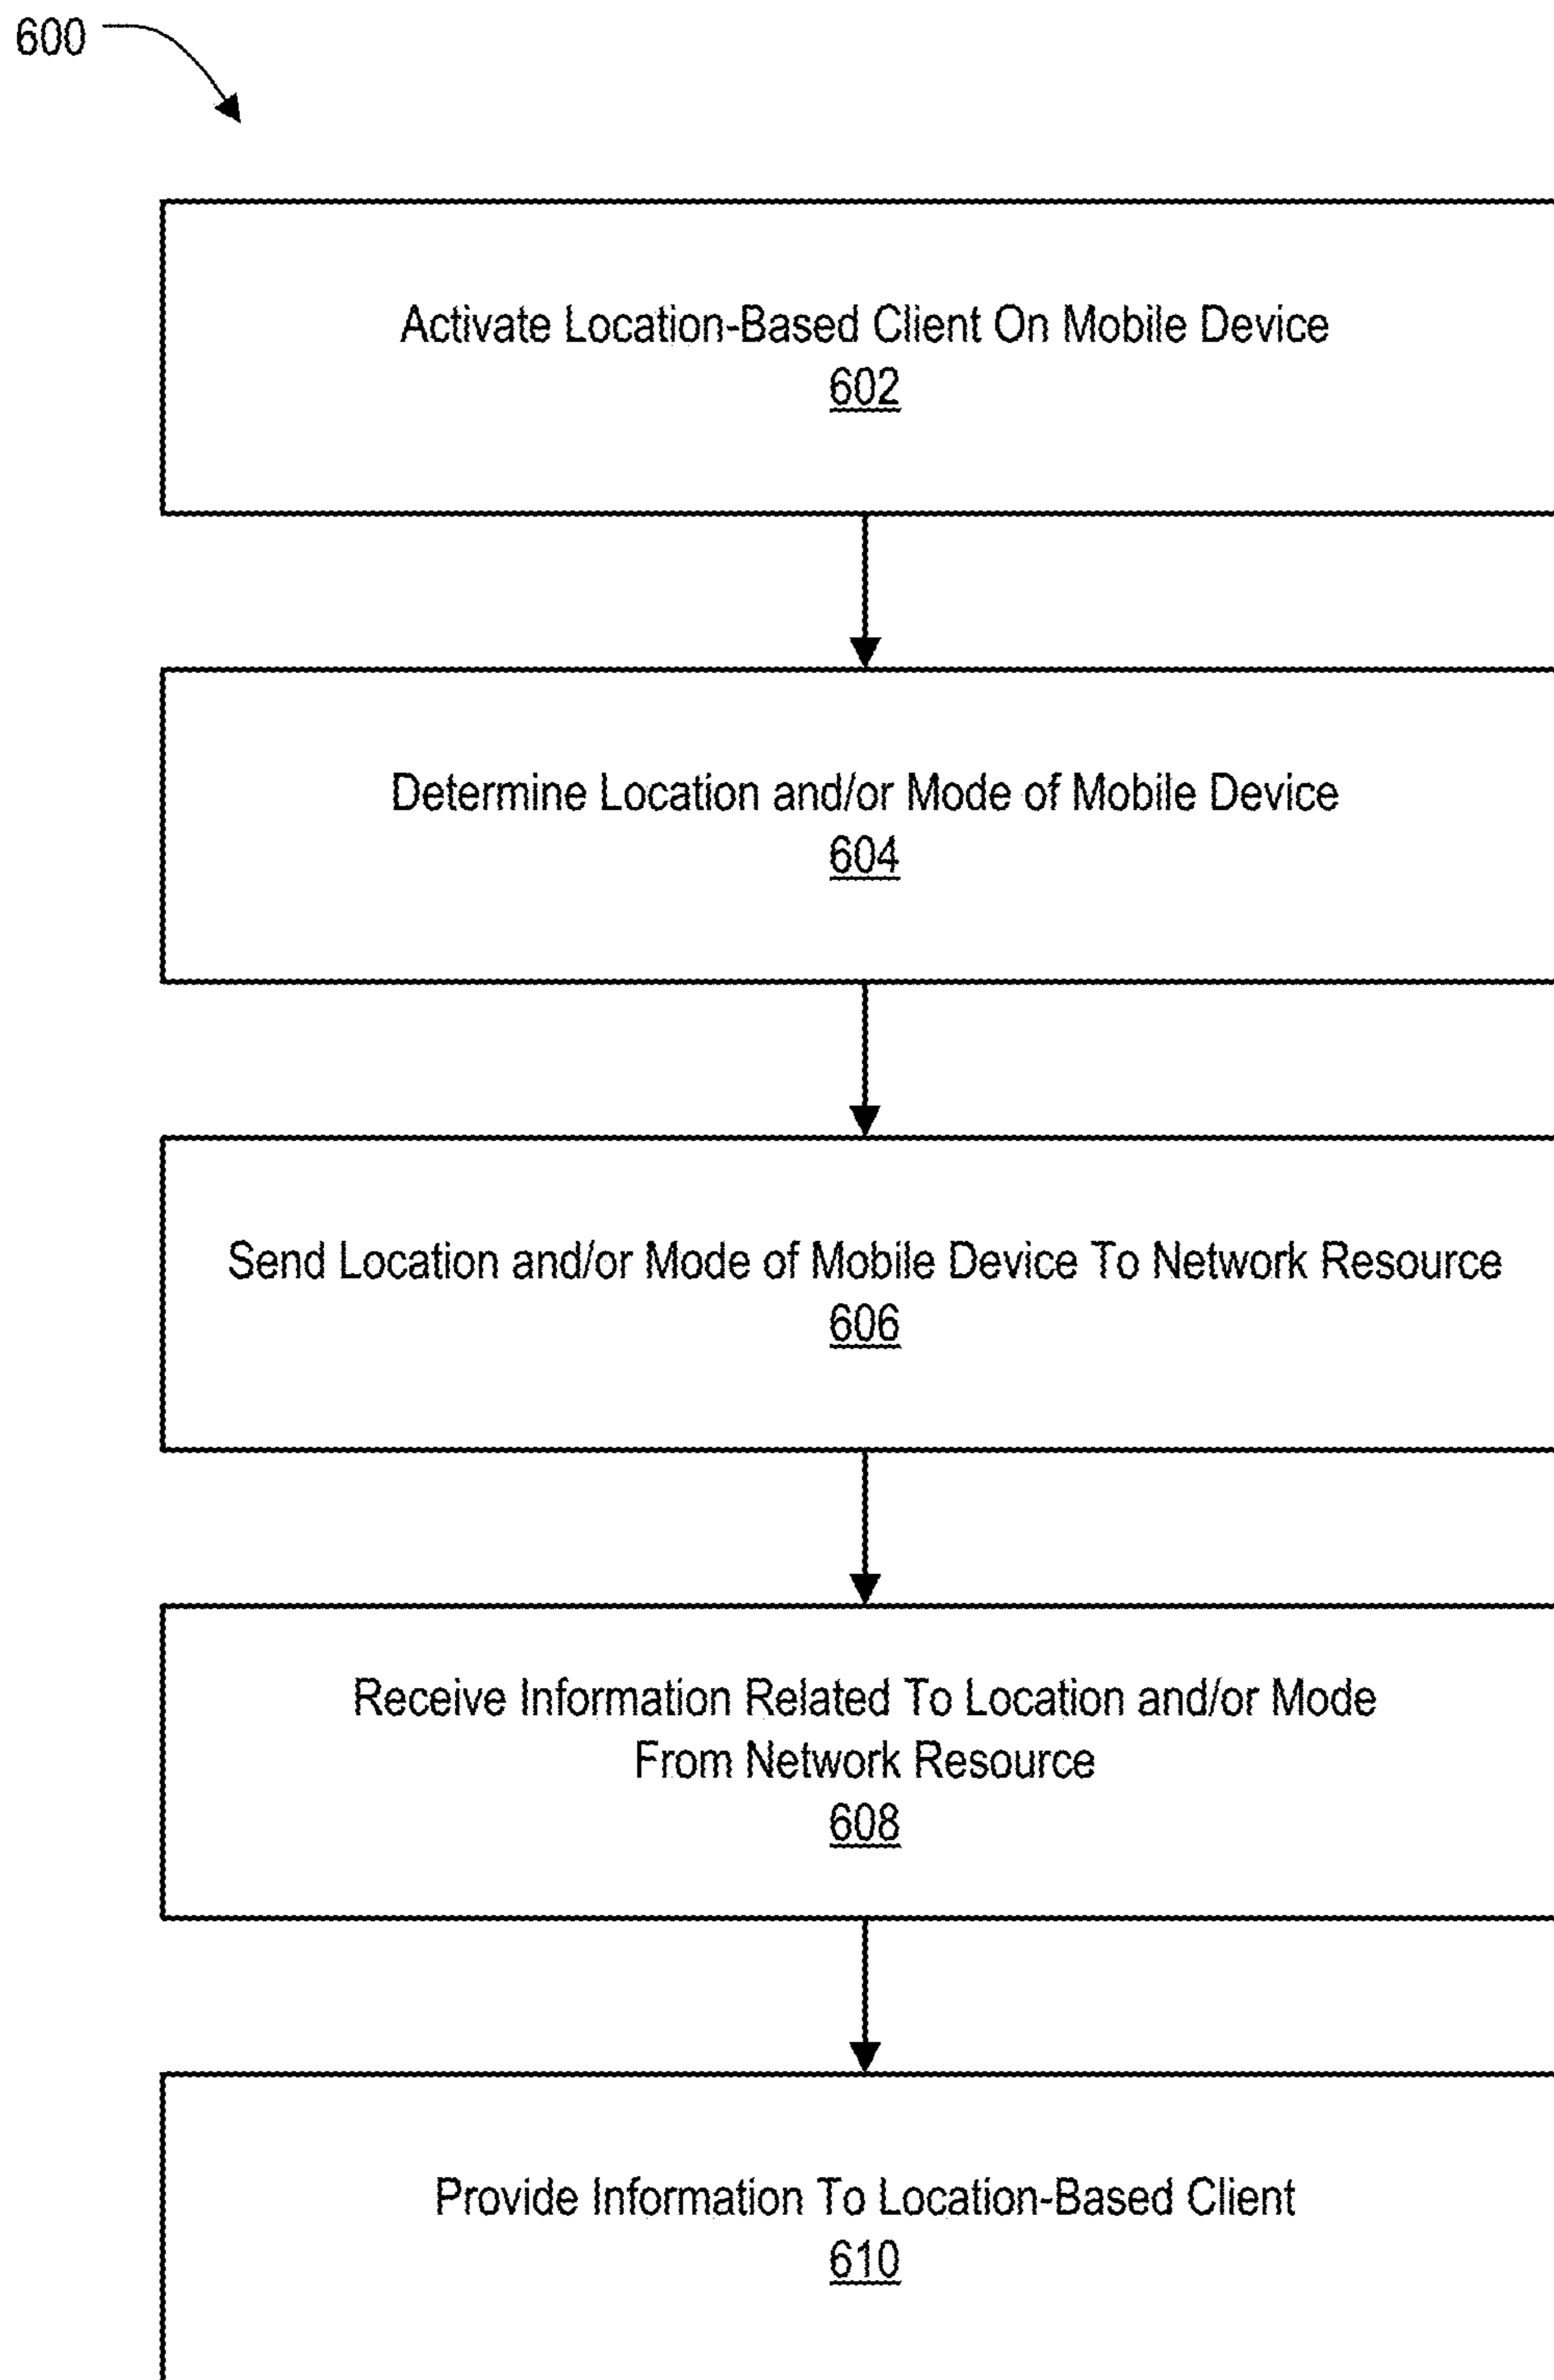 600
Activate Location-Based Client On Mobile Device
602
Determine Location and/or Mode of Mobile Device
604
Send Location and/or Mode of Mobile Device To Network Resource
606
Receive Information Related To Location and/or Mode
From Network Resource
608
Provide Information To Location-Based Client
610